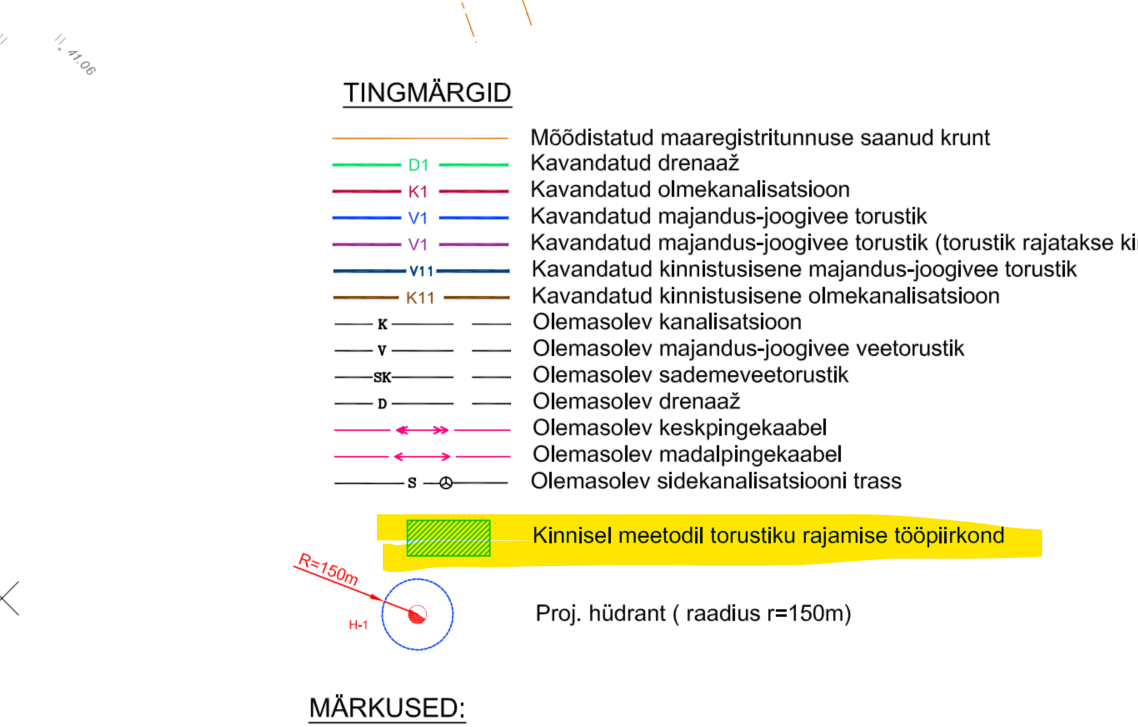 41.06
TINGMÄRGID
Mõõdistatud maaregistritunnuse saanud krunt
D1 Kavandatud drenaaž
K1 Kavandatud olmekanalisatsioon
V1 Kavandatud majandus-joogivee torustik
V1 Kavandatud majandus-joogivee torustik (torustik rajatakse
V11 Kavandatud kinnistusisene majandus-joogivee torustik
K11 Kavandatud kinnistusisene olmekanalisatsioon
K Olemasolev kanalisatsioon
V Olemasolev majandus-joogivee veetorustik
SK Olemasolev sademeveetorustik
D Olemasolev drenaaž
Olemasolev keskpingekaabel
Olemasolev madalpingekaabel
S Olemasolev sidekanalisatsiooni trass
Kinnisel meetodil torustiku rajamise tööpiirkond
R=150m
H-1 Proj. hüdrant ( raadius r=150m)
MÄRKUSED: